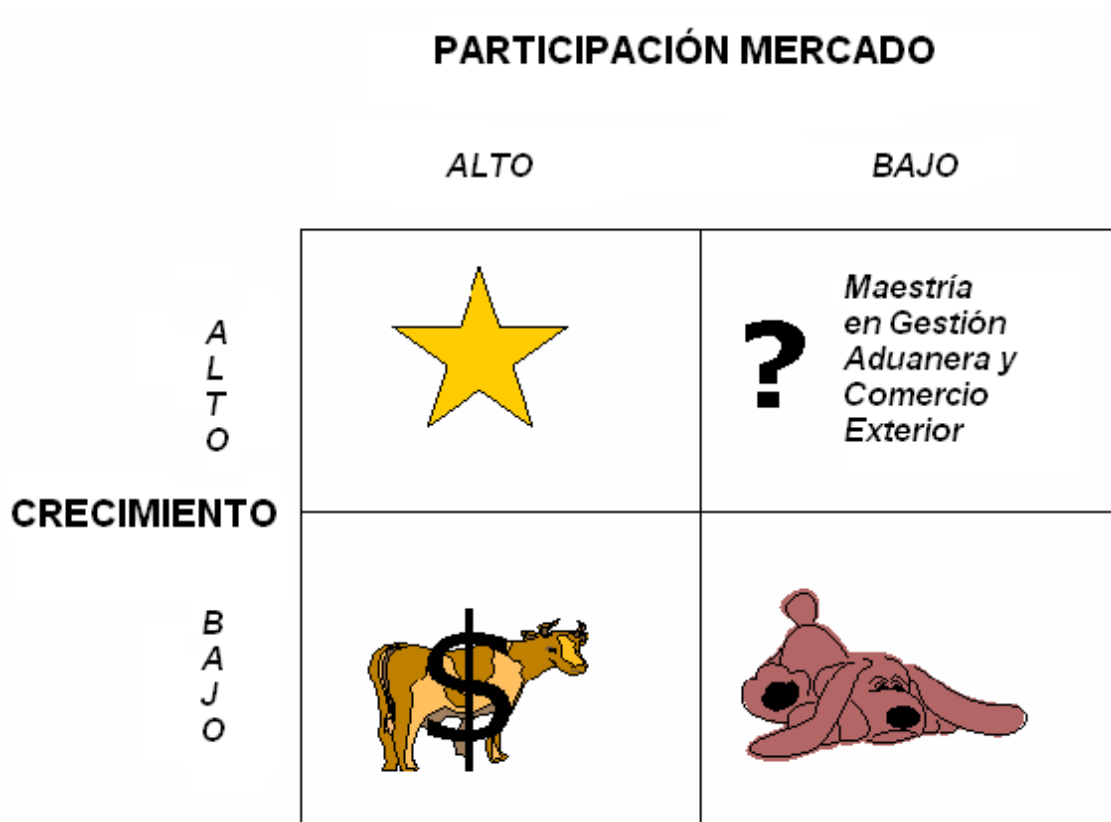 PARTICIPACIÓN MERCADO
ALTO
BAJO
A
L
T
O
?
Maestría
en Gestión
Aduanera y
Comercio
Exterior
CRECIMIENTO
B
A
J
O
$